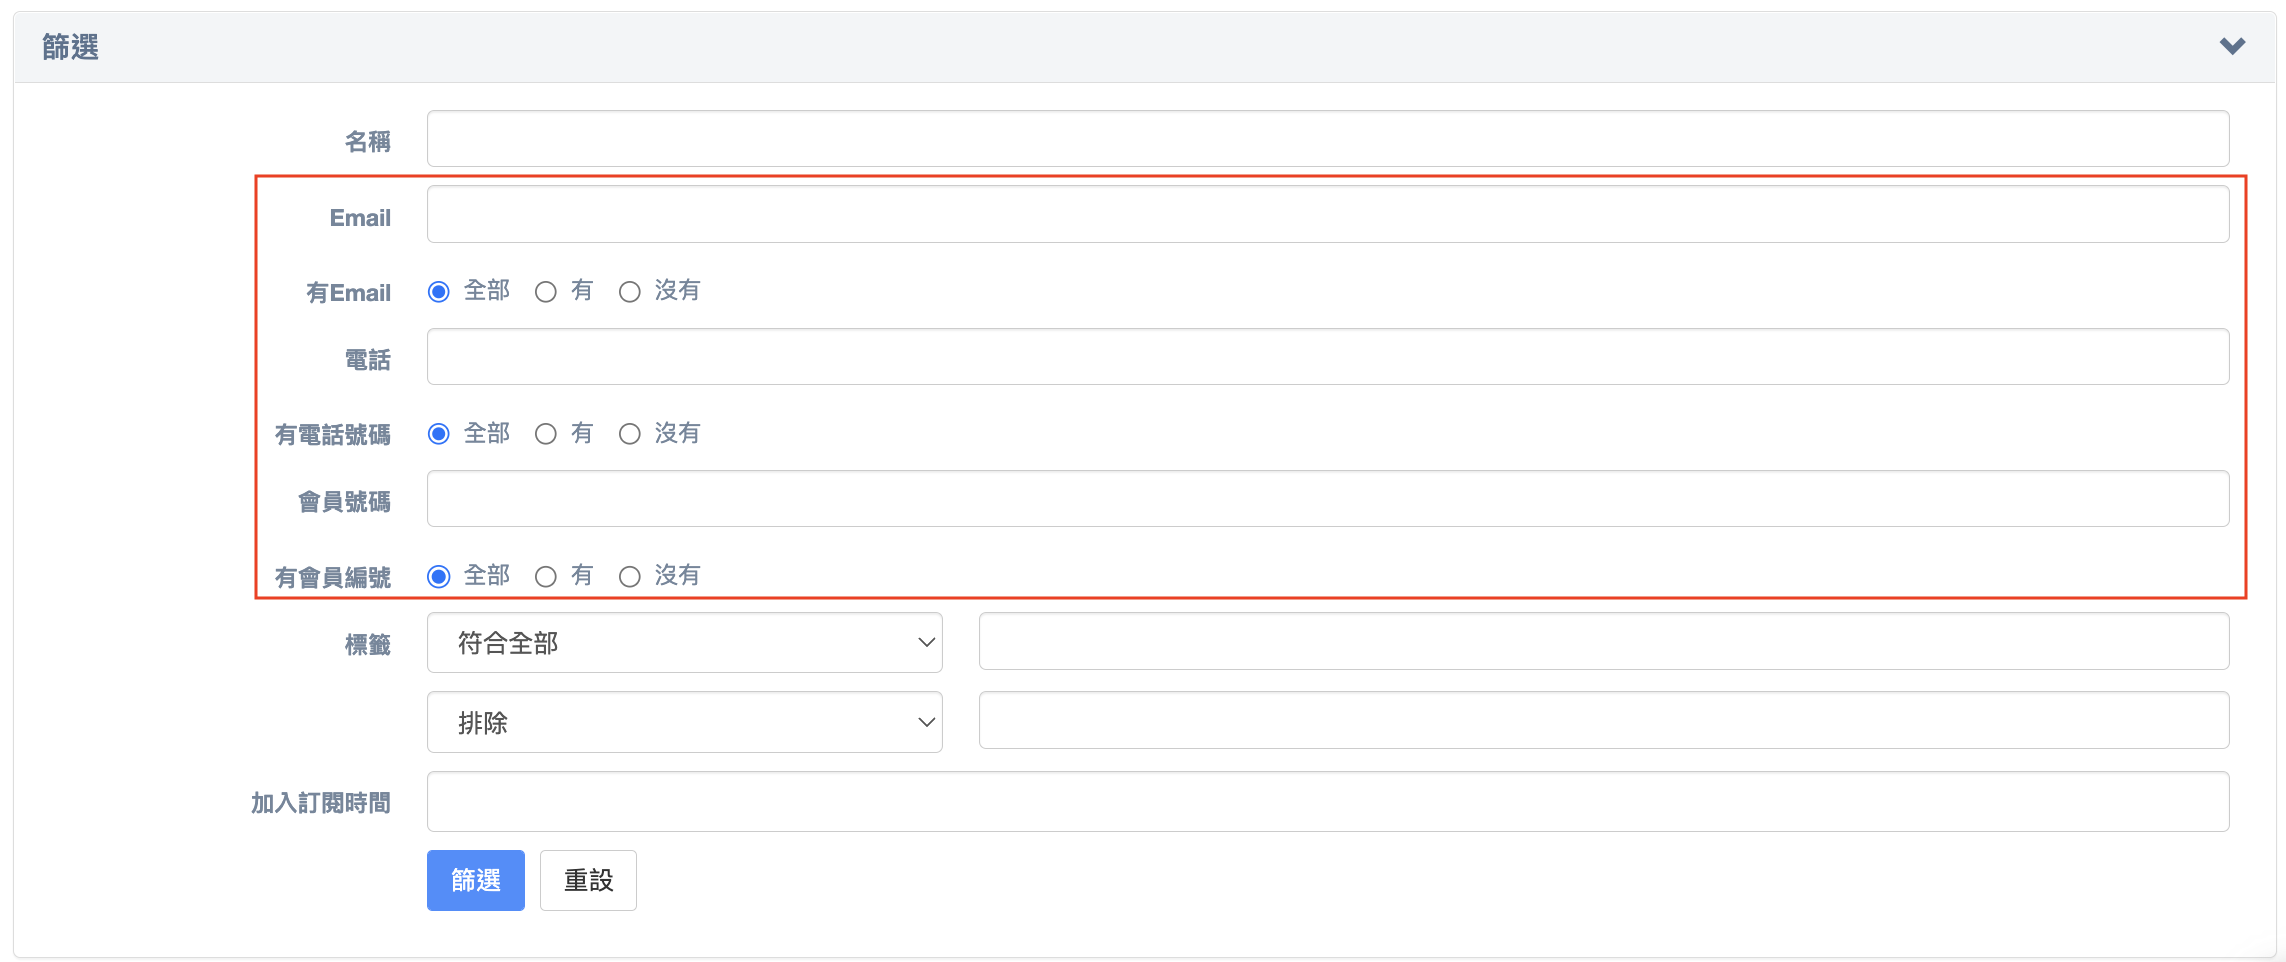 篩選
名稱
Email
有Email 全部 有 沒有
電話
有電話號碼 全部 有 沒有
會員號碼
有會員編號 全部 有 沒有
標籤 符合全部
排除
加入訂閱時間
篩選 重設